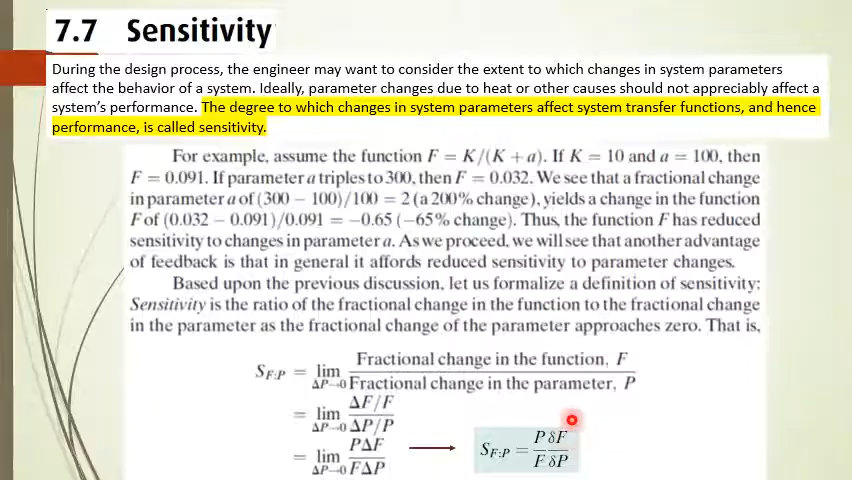 7.7 Sensitivity
During the design process, the engineer may want to consider the extent to which changes in system parameters
affect the behavior of a system. Ideally, parameter changes due to heat or other causes should not appreciably affect a
system's performance. The degree to which changes in system parameters affect system transfer functions, and hence
performance, is called sensitivity.
For example, assume the function F = K/(K + a). If K = 10 and a = 100, then
F = 0.091. If parameter a triples to 300, then F = 0.032. We see that a fractional change
in parameter a of (300 − 100)/100 = 2 (a 200% change), yields a change in the function
F of (0.032 − 0.091)/0.091 = −0.65 (−65% change). Thus, the function F has reduced
sensitivity to changes in parameter a. As we proceed, we will see that another advantage
of feedback is that in general it affords reduced sensitivity to parameter changes.
Based upon the previous discussion, let us formalize a definition of sensitivity:
Sensitivity is the ratio of the fractional change in the function to the fractional change
in the parameter as the fractional change of the parameter approaches zero. That is,
S_{F:P} = lim_{ΔP→0} Fractional change in the function, F / Fractional change in the parameter, P
= lim_{ΔP→0} (ΔF/F) / (ΔP/P)
= lim_{ΔP→0} PΔF / FΔP → S_{F:P} = P/F δF/δP